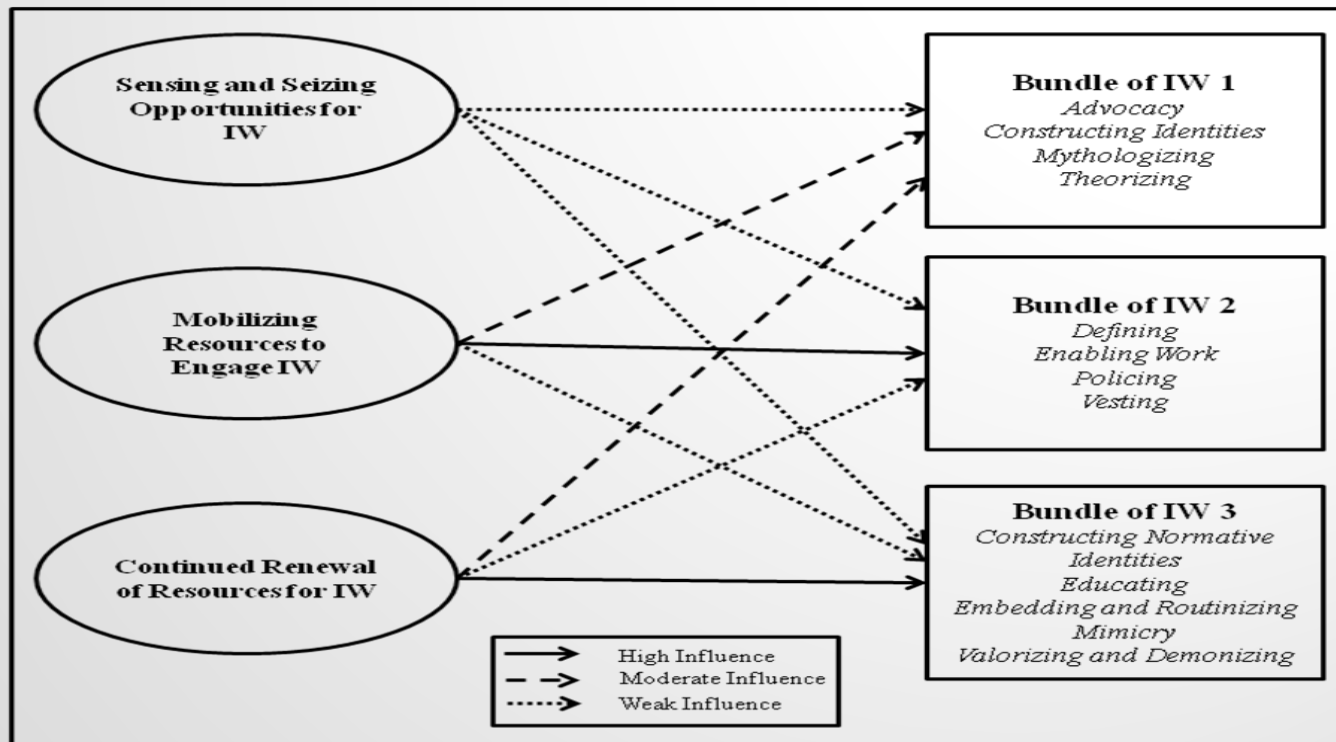 Sensing and Seizing
Opportunities for
IW
Mobilizing
Resources to
Engage IW
Continued Renewal
of Resources for IW
Bundle of IW 1
Advocacy
Constructing Identities
Mythologizing
Theorizing
Bundle of IW 2
Defining
Enabling Work
Policing
Vesting
Bundle of IW 3
Constructing Normative
Identities
Educating
Embedding and Routinizing
Mimicry
Valorizing and Demonizing
High Influence
Moderate Influence
Weak Influence